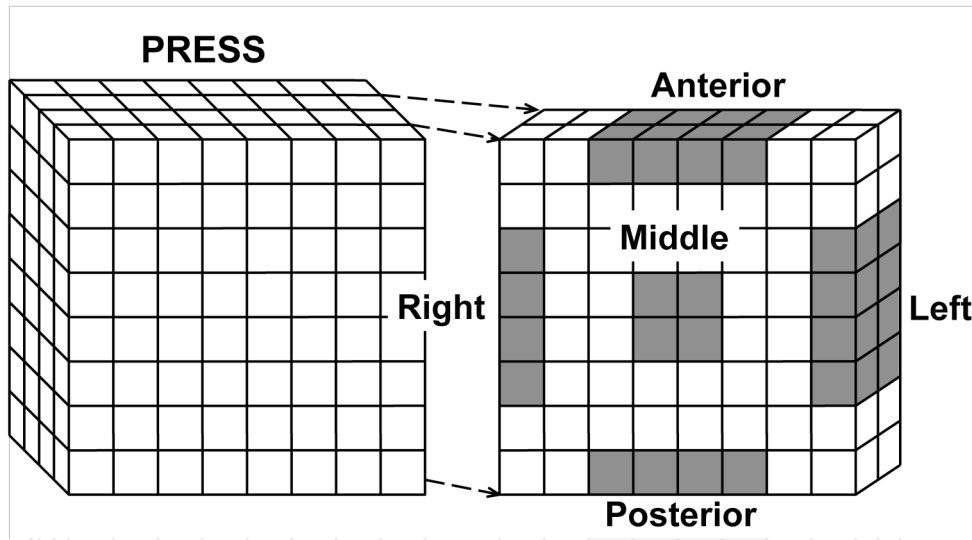 PRESS
Anterior
Middle
Right
Left
Posterior